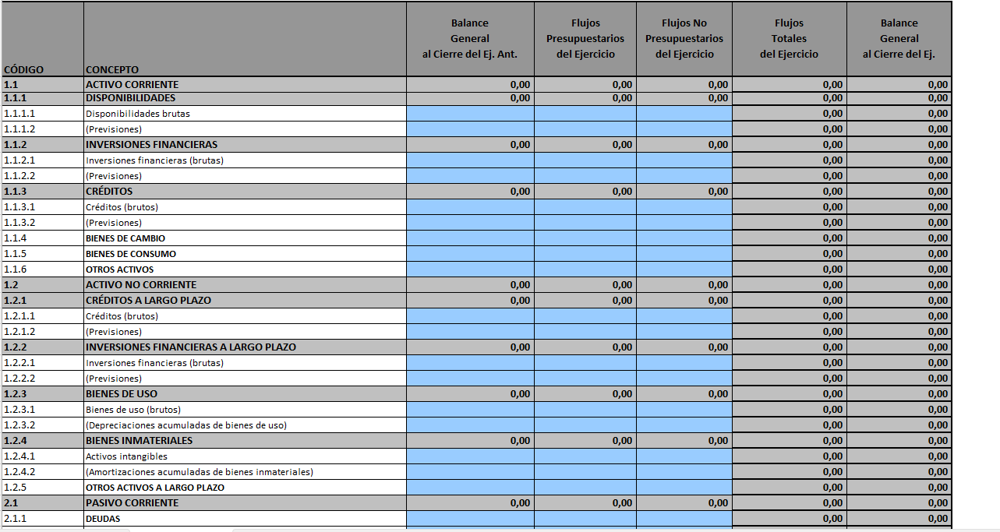 CÓDIGO CONCEPTO Balance General al Cierre del Ej. Ant. Flujos Presupuestarios del Ejercicio Flujos No Presupuestarios del Ejercicio Flujos Totales del Ejercicio Balance General al Cierre del Ej.
1.1 ACTIVO CORRIENTE 0,00 0,00 0,00 0,00 0,00
1.1.1 DISPONIBILIDADES 0,00 0,00 0,00 0,00 0,00
1.1.1.1 Disponibilidades brutas 0,00 0,00
1.1.1.2 (Previsiones) 0,00 0,00
1.1.2 INVERSIONES FINANCIERAS 0,00 0,00 0,00 0,00 0,00
1.1.2.1 Inversiones financieras (brutas) 0,00 0,00
1.1.2.2 (Previsiones) 0,00 0,00
1.1.3 CRÉDITOS 0,00 0,00 0,00 0,00 0,00
1.1.3.1 Créditos (brutos) 0,00 0,00
1.1.3.2 (Previsiones) 0,00 0,00
1.1.4 BIENES DE CAMBIO 0,00 0,00
1.1.5 BIENES DE CONSUMO 0,00 0,00
1.1.6 OTROS ACTIVOS 0,00 0,00
1.2 ACTIVO NO CORRIENTE 0,00 0,00 0,00 0,00 0,00
1.2.1 CRÉDITOS A LARGO PLAZO 0,00 0,00 0,00 0,00 0,00
1.2.1.1 Créditos (brutos) 0,00 0,00
1.2.1.2 (Previsiones) 0,00 0,00
1.2.2 INVERSIONES FINANCIERAS A LARGO PLAZO 0,00 0,00 0,00 0,00 0,00
1.2.2.1 Inversiones financieras (brutas) 0,00 0,00
1.2.2.2 (Previsiones) 0,00 0,00
1.2.3 BIENES DE USO 0,00 0,00 0,00 0,00 0,00
1.2.3.1 Bienes de uso (brutos) 0,00 0,00
1.2.3.2 (Depreciaciones acumuladas de bienes de uso) 0,00 0,00
1.2.4 BIENES INMATERIALES 0,00 0,00 0,00 0,00 0,00
1.2.4.1 Activos intangibles 0,00 0,00
1.2.4.2 (Amortizaciones acumuladas de bienes inmateriales) 0,00 0,00
1.2.5 OTROS ACTIVOS A LARGO PLAZO 0,00 0,00
2.1 PASIVO CORRIENTE 0,00 0,00 0,00 0,00 0,00
2.1.1 DEUDAS 0,00 0,00